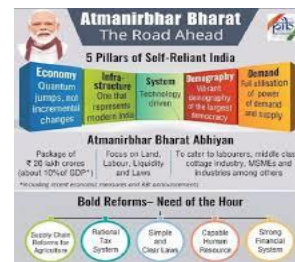 Atmanirbhar Bharat
The Road Ahead
5 Pillars of Self-Reliant India
Economy
Quantum
jumps, not
incremental
changes
Infra-
structure
One that
represents
modern India
System
Technology
driven
Demography
Vibrant
demography
of the largest
democracy
Demand
Full utilisation
of power
of demand
and supply
Atmanirbhar Bharat Abhiyan
Package of
₹ 20 lakh crores
(about 10% of GDP*)
Focus on Land,
Labour, Liquidity
and Laws
To cater to labourers, middle class
cottage industry, MSMEs and
industries among others
*Including recent economic measures and RBI announcements
Bold Reforms– Need of the Hour
Supply Chain
Reforms for
Agriculture
Rational
Tax
System
Simple
and
Clear Laws
Capable
Human
Resource
Strong
Financial
System